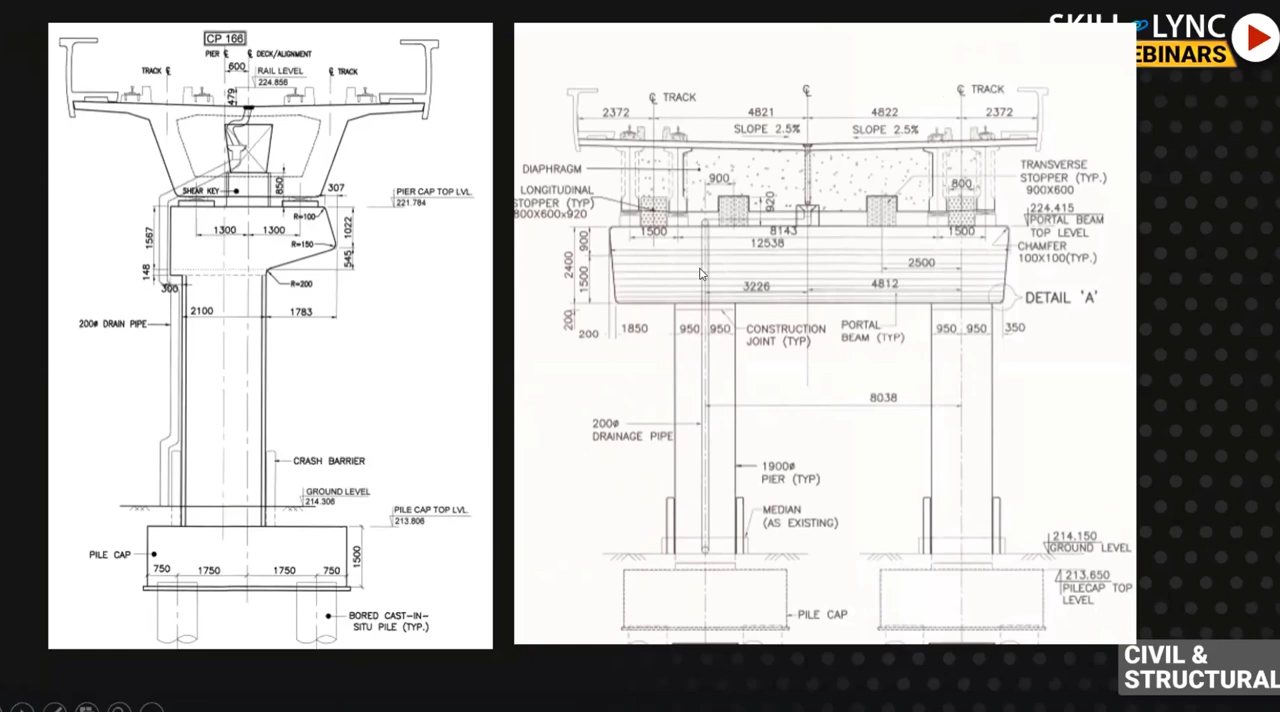 SKILL LYNC
WEBINARS
CP 166
PIER ℄ ℄ DECK/ALIGNMENT
600
TRACK ℄
RAIL LEVEL
224.856
℄ TRACK
479
SHEAR KEY
850
307
PIER CAP TOP LVL.
221.784
R=100
1300 1300
1022
1567
R=150
545
148
300
R=200
2100 1783
200ø DRAIN PIPE
CRASH BARRIER
GROUND LEVEL
214.306
PILE CAP TOP LVL.
213.806
PILE CAP
1500
750 1750 1750 750
BORED CAST-IN-
SITU PILE (TYP.)
℄ TRACK
℄
℄ TRACK
2372 4821 4822 2372
SLOPE 2.5% SLOPE 2.5%
DIAPHRAGM
900
800
TRANSVERSE
STOPPER (TYP.)
900X600
LONGITUDINAL
STOPPER (TYP)
800X600x920
920
224.415
PORTAL BEAM
TOP LEVEL
1500 8143 1500
12538
CHAMFER
100X100(TYP.)
900
2400
1500
2500
3226 4812
DETAIL 'A'
200
200 1850 950 950
CONSTRUCTION
JOINT (TYP)
PORTAL
BEAM (TYP)
950 950 350
8038
200ø
DRAINAGE PIPE
1900ø
PIER (TYP)
MEDIAN
(AS EXISTING)
214.150
GROUND LEVEL
213.650
PILECAP TOP
LEVEL
PILE CAP
CIVIL &
STRUCTURAL